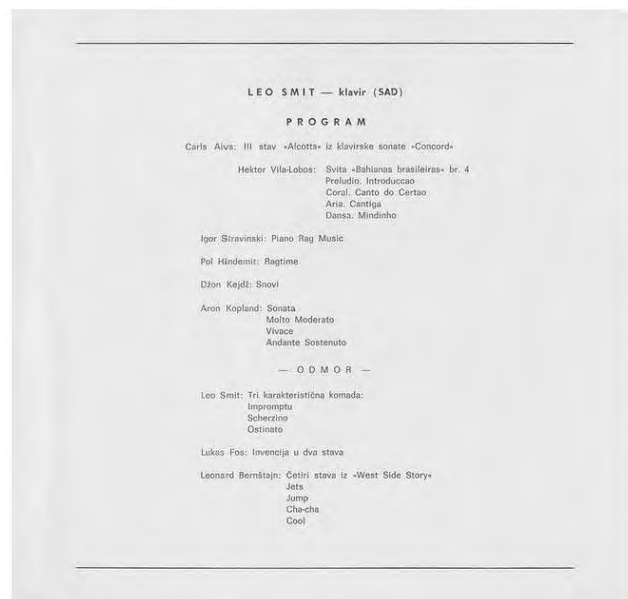 LEO SMIT — klavir (SAD)
PROGRAM
Carls Aivs: III stav »Alcotts« iz klavirske sonate »Concord«
Hektor Vila-Lobos: Svita »Bahianas brasileiras« br. 4
Preludio. Introduccao
Coral. Canto do Certao
Aria. Cantiga
Dansa. Mindinho
Igor Stravinski: Piano Rag Music
Pol Hindemit: Ragtime
Džon Kejdž: Snovi
Aron Kopland: Sonata
Molto Moderato
Vivace
Andante Sostenuto
— ODMOR —
Leo Smit: Tri karakteristična komada:
Impromptu
Scherzino
Ostinato
Lukas Fos: Invencija u dva stava
Leonard Bernštajn: Četiri stava iz »West Side Story«
Jets
Jump
Cha-cha
Cool